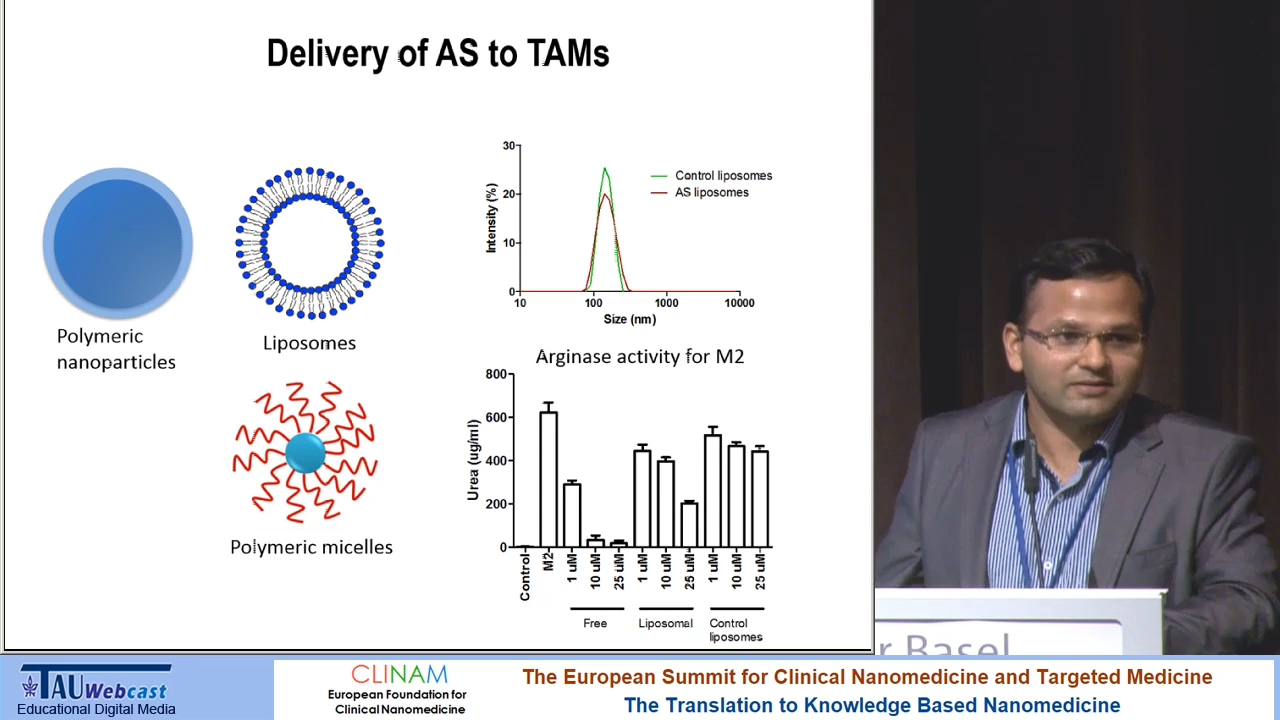 Delivery of AS to TAMs
Polymeric
nanoparticles
Liposomes
Polymeric micelles
30
20
10
0
Intensity (%)
10
100
1000
10000
Size (nm)
Control liposomes
AS liposomes
Arginase activity for M2
800
600
400
200
0
Urea (ug/ml)
Control
M2
1 uM
10 uM
25 uM
1 uM
10 uM
25 uM
1 uM
10 uM
25 uM
Free
Liposomal
Control
liposomes
r Basel
TAU Webcast
Educational Digital Media
CLINAM
European Foundation for
Clinical Nanomedicine
The European Summit for Clinical Nanomedicine and Targeted Medicine
The Translation to Knowledge Based Nanomedicine